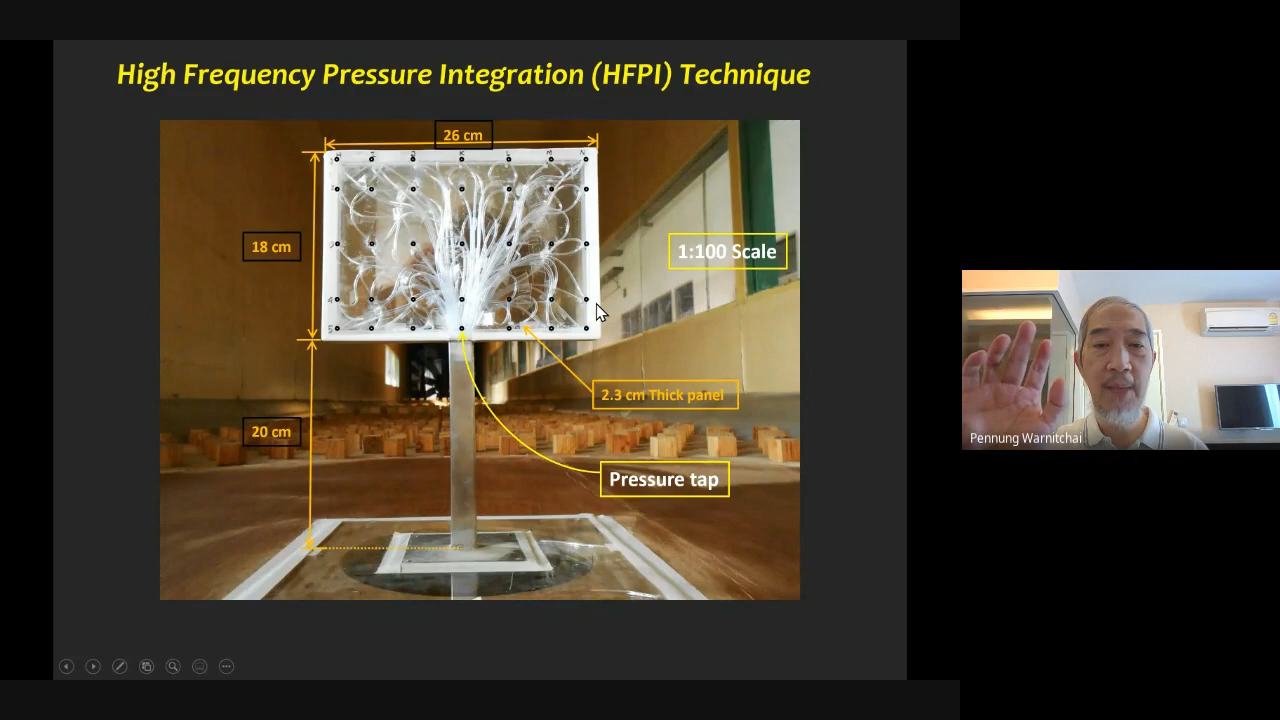 High Frequency Pressure Integration (HFPI) Technique
26 cm
18 cm
1:100 Scale
2.3 cm Thick panel
20 cm
Pressure tap
Pennung Warnitchai